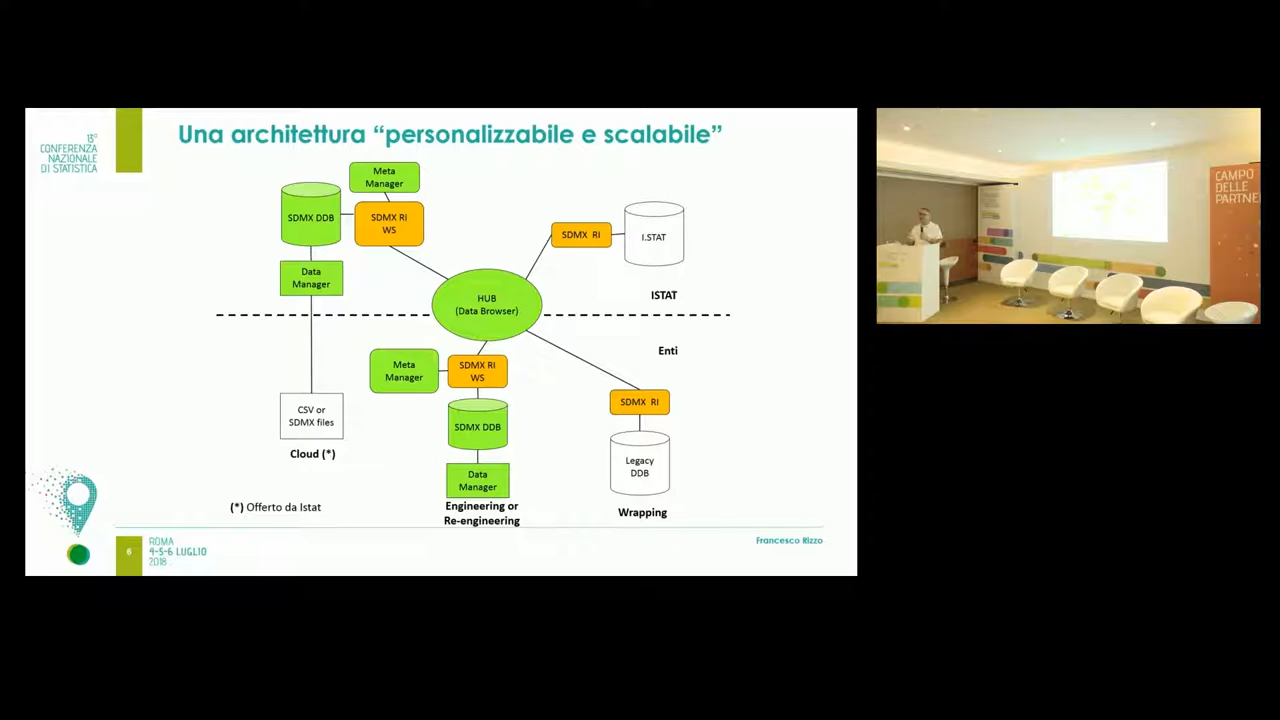 13°
CONFERENZA
NAZIONALE
DI STATISTICA
Una architettura “personalizzabile e scalabile”
Meta
Manager
SDMX DDB
SDMX RI
WS
Data
Manager
SDMX RI
I.STAT
HUB
(Data Browser)
ISTAT
Enti
Meta
Manager
SDMX RI
WS
SDMX RI
CSV or
SDMX files
SDMX DDB
Legacy
DDB
Cloud (*)
Data
Manager
(*) Offerto da Istat
Engineering or
Re-engineering
Wrapping
6
ROMA
4-5-6 LUGLIO
2018
Francesco Rizzo
CAMPO
DELLE
PARTNE